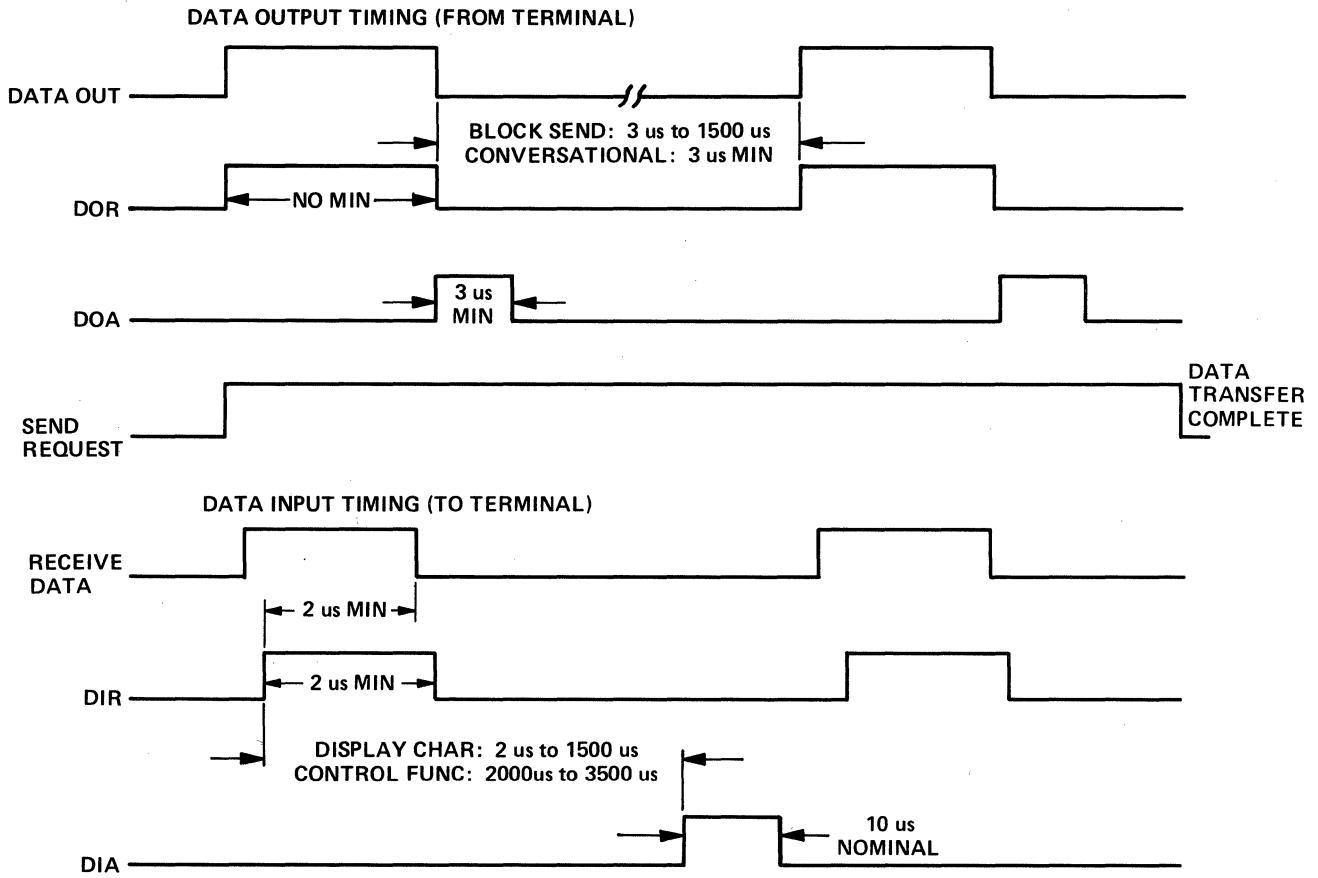 DATA OUTPUT TIMING (FROM TERMINAL)
DATA OUT
BLOCK SEND: 3 us to 1500 us
CONVERSATIONAL: 3 us MIN
DOR
NO MIN
DOA
3 us
MIN
SEND
REQUEST
DATA
TRANSFER
COMPLETE
DATA INPUT TIMING (TO TERMINAL)
RECEIVE
DATA
2 us MIN
DIR
2 us MIN
DISPLAY CHAR: 2 us to 1500 us
CONTROL FUNC: 2000us to 3500 us
DIA
10 us
NOMINAL